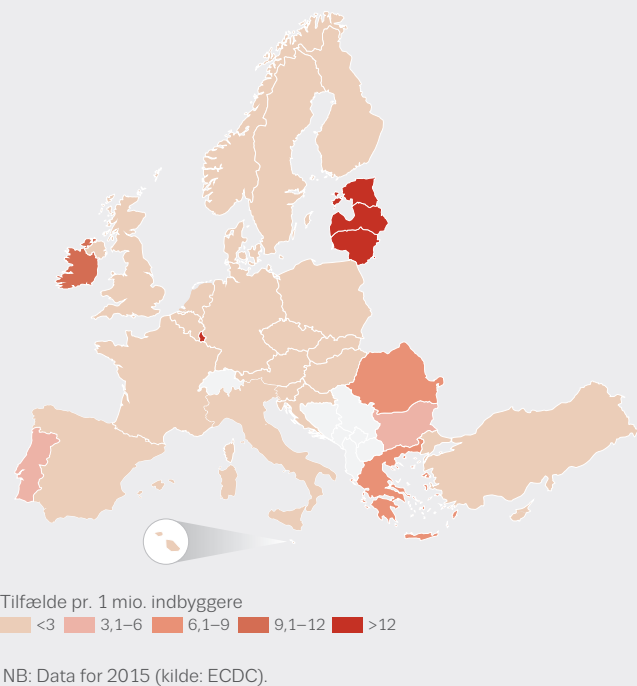 Tilfælde pr. 1 mio. indbyggere
<3 3,1–6 6,1–9 9,1–12 >12
NB: Data for 2015 (kilde: ECDC).